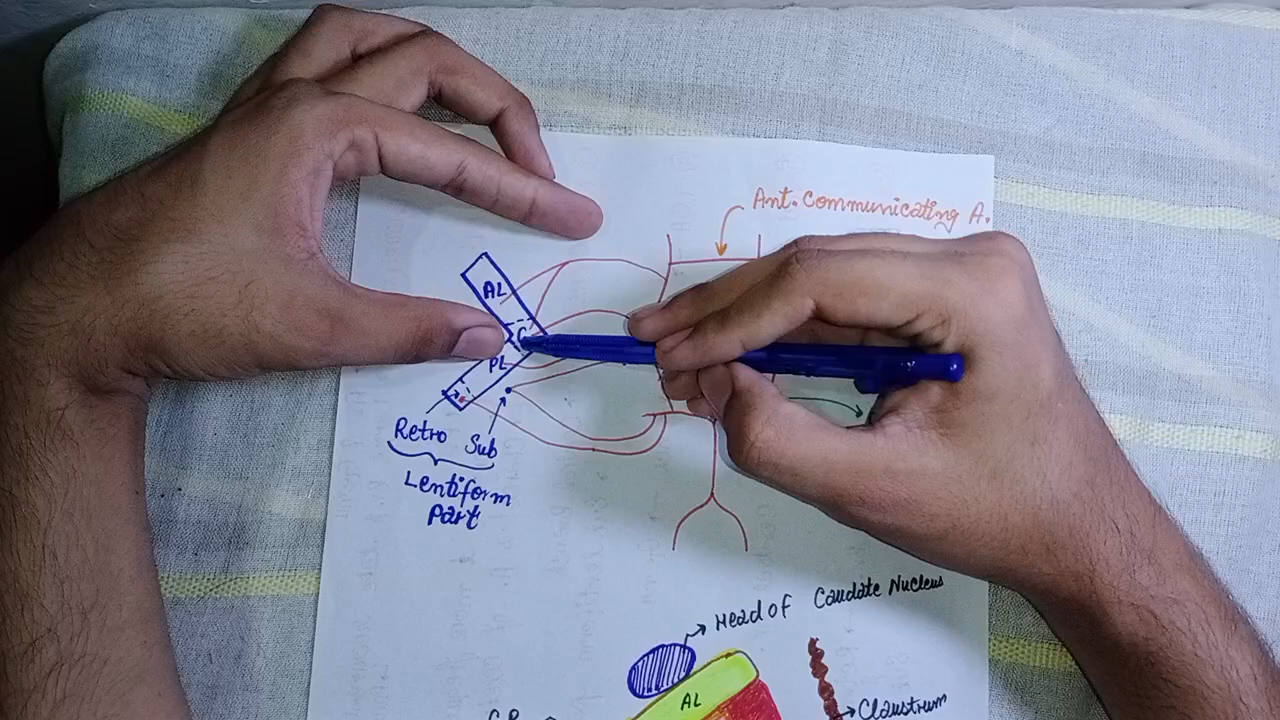 Ant. Communicating A.
AL
G
PL
Retro Sub
Lentiform
Part
Head of Caudate Nucleus
AL
Claustrum